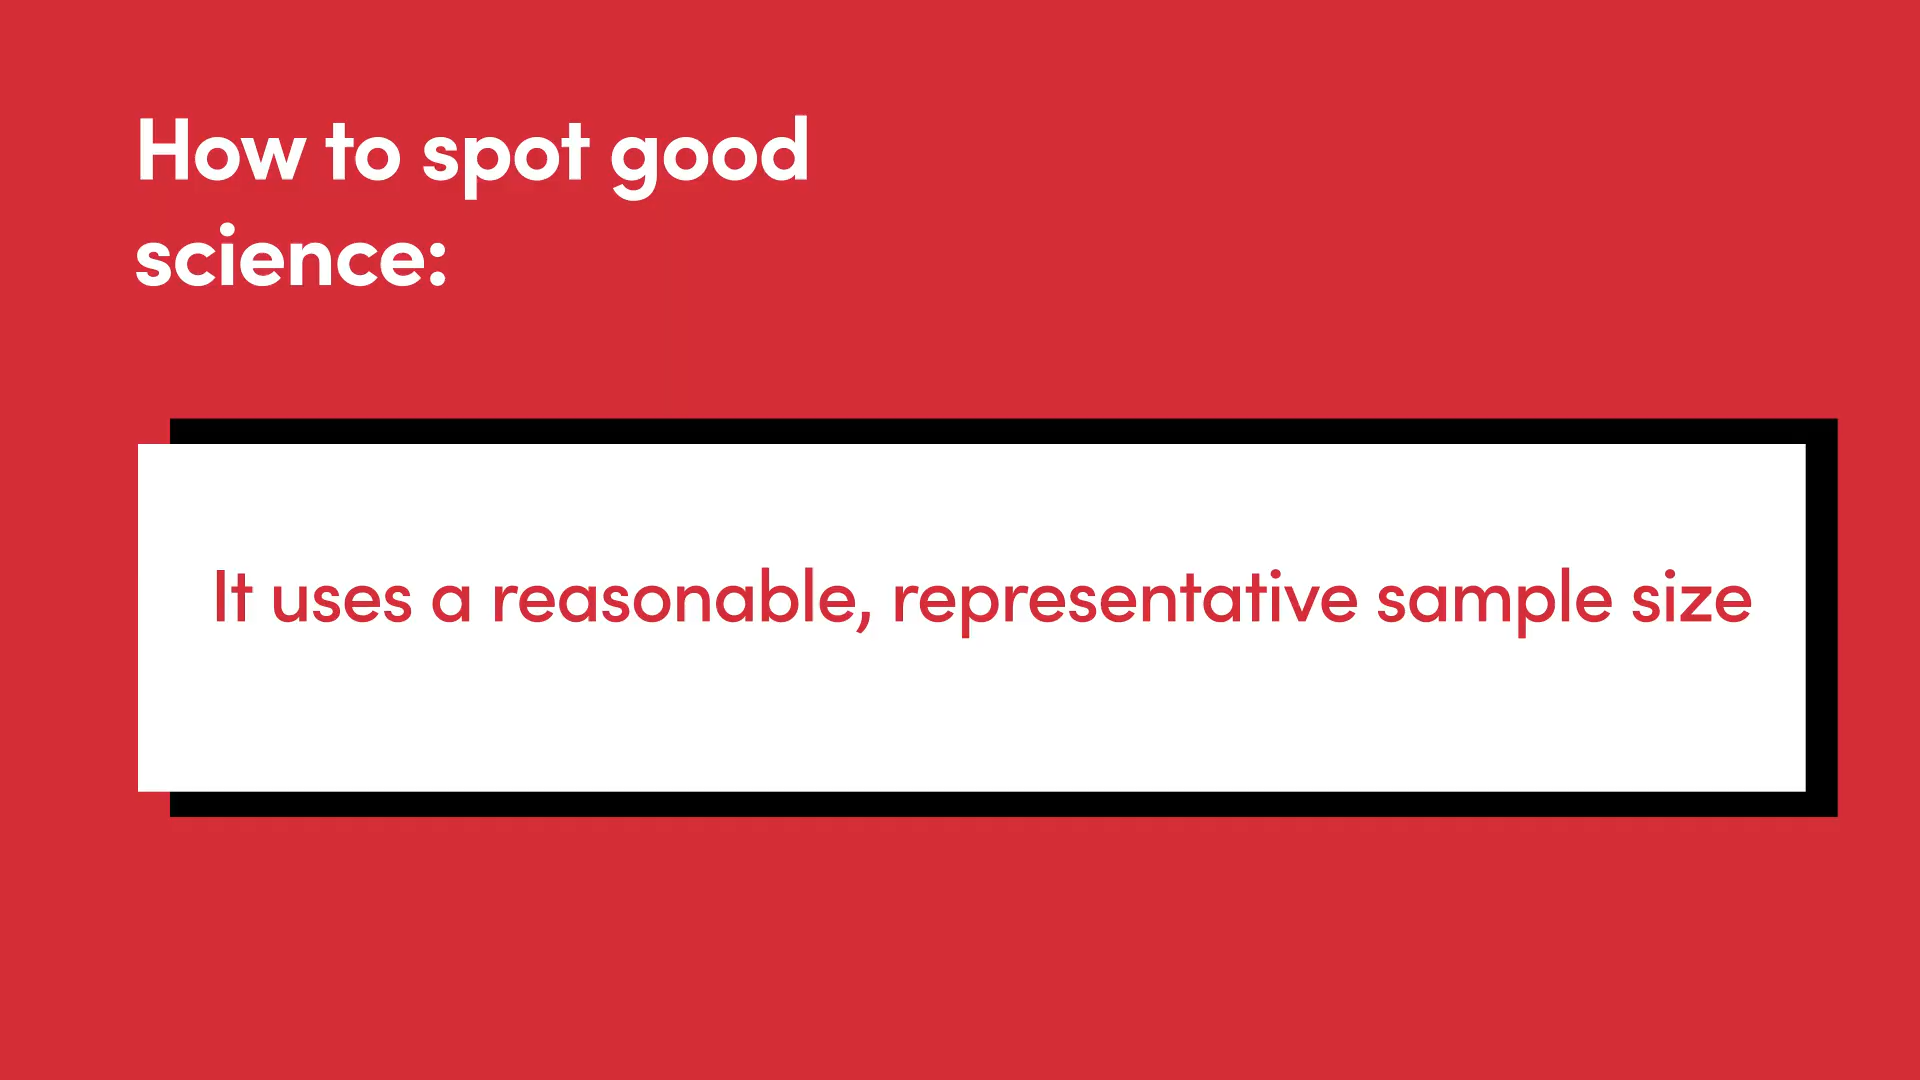 How to spot good
science:
It uses a reasonable, representative sample size